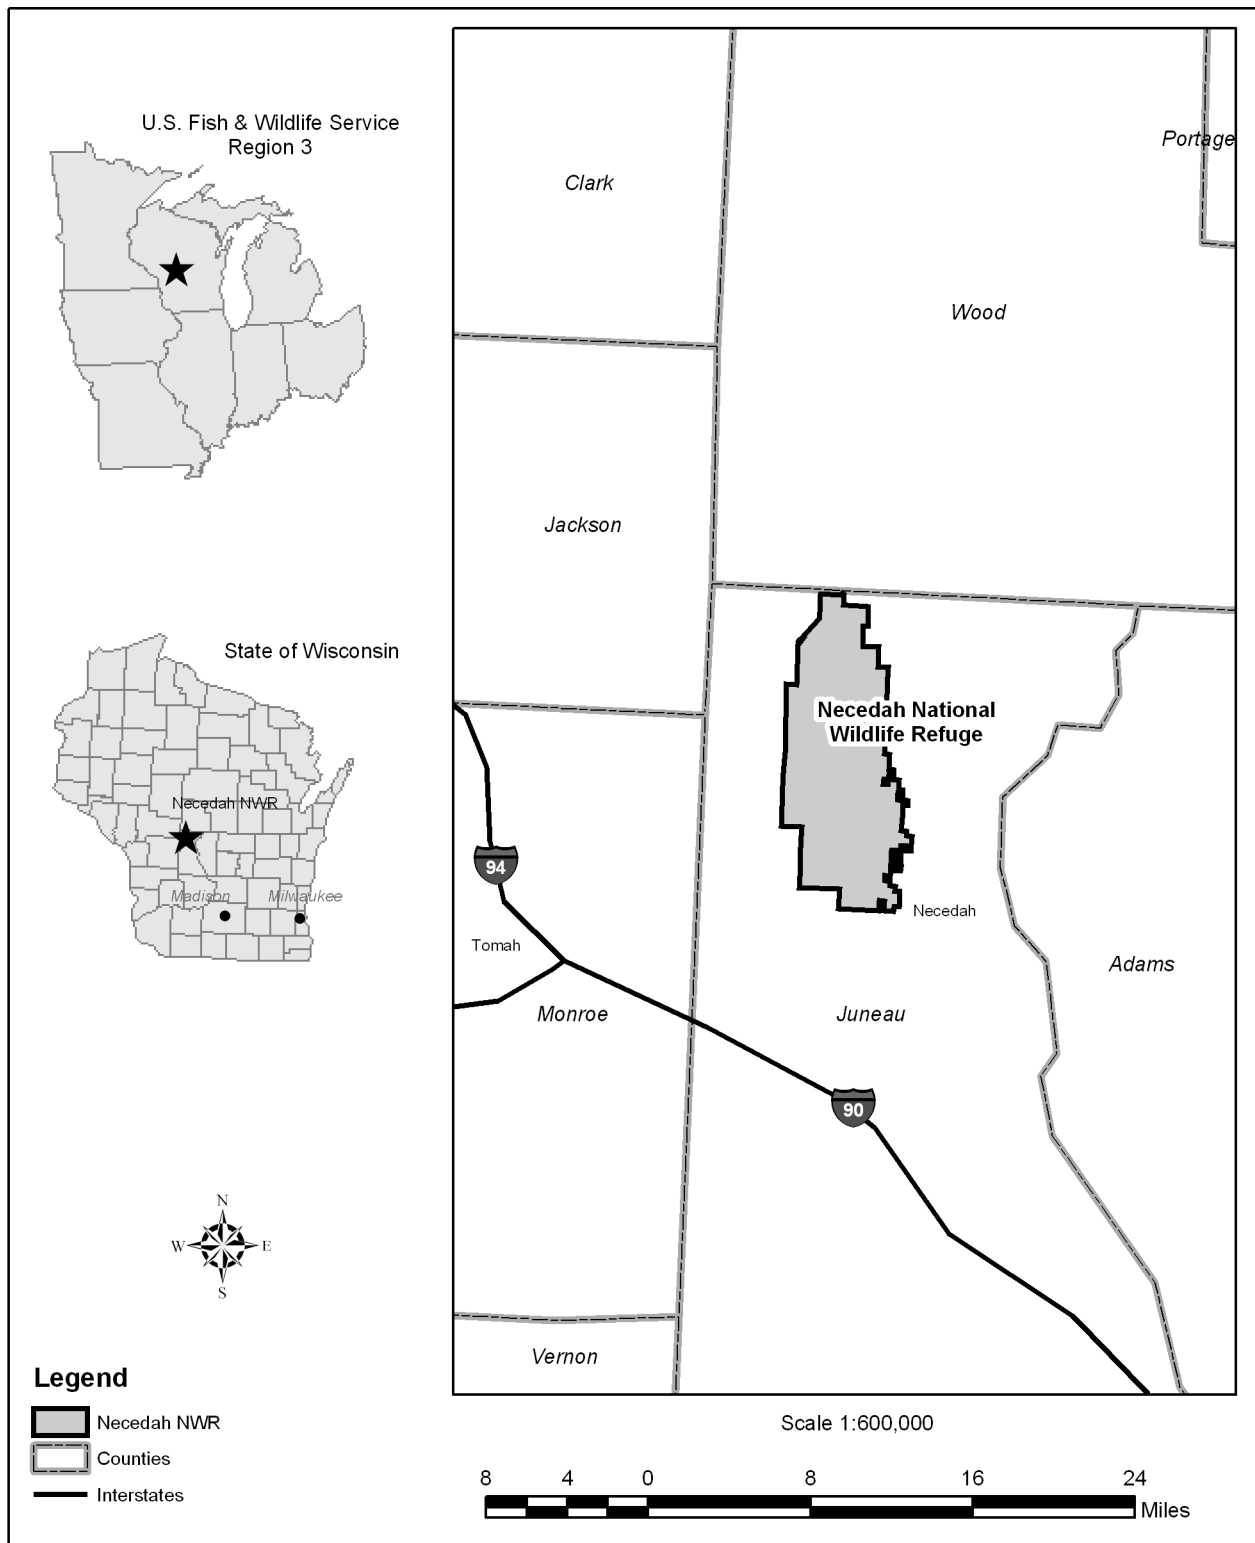 U.S. Fish & Wildlife Service
Region 3
State of Wisconsin
Necedah NWR
Madison
Milwaukee
N
W
E
S
Legend
Necedah NWR
Counties
Interstates
Clark
Portage
Wood
Jackson
Necedah National
Wildlife Refuge
94
Tomah
Necedah
Adams
Monroe
Juneau
90
Vernon
Scale 1:600,000
8 4 0 8 16 24
Miles